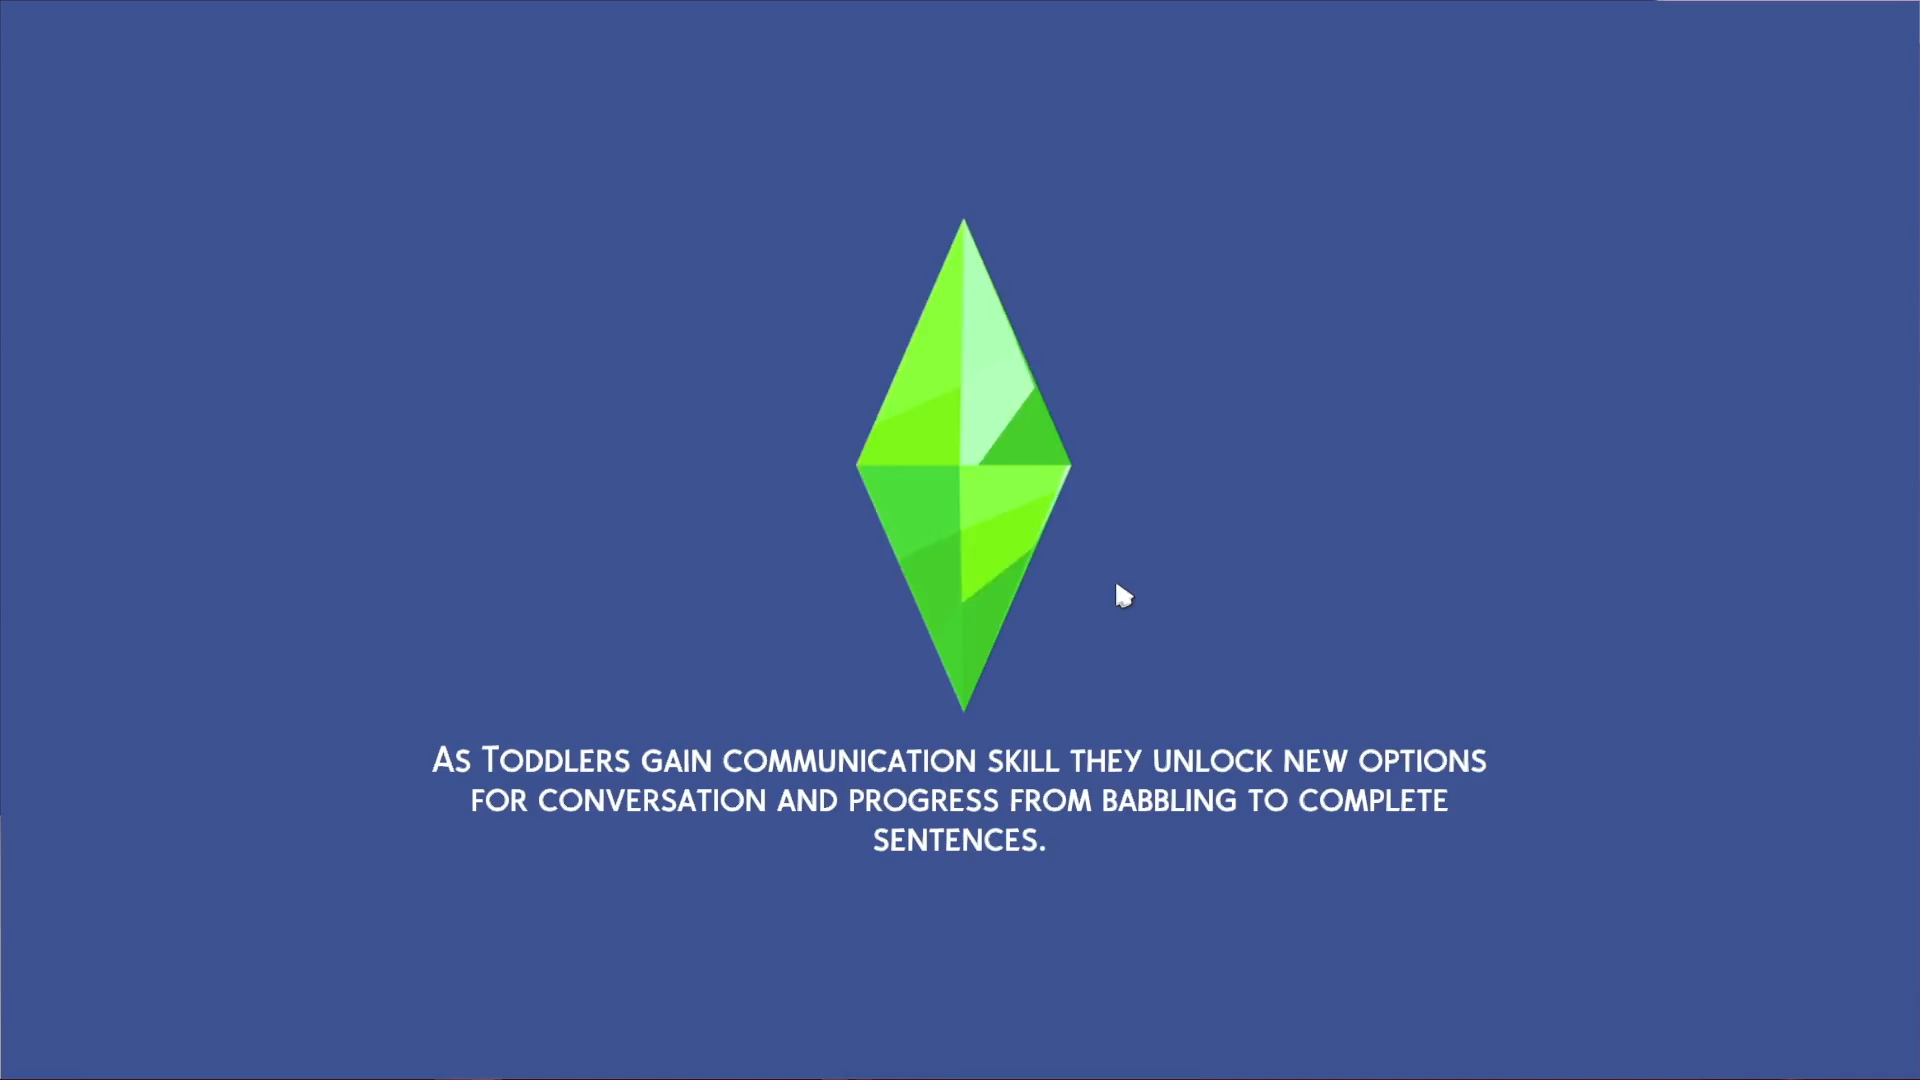 As Toddlers gain communication skill they unlock new options
for conversation and progress from babbling to complete
sentences.